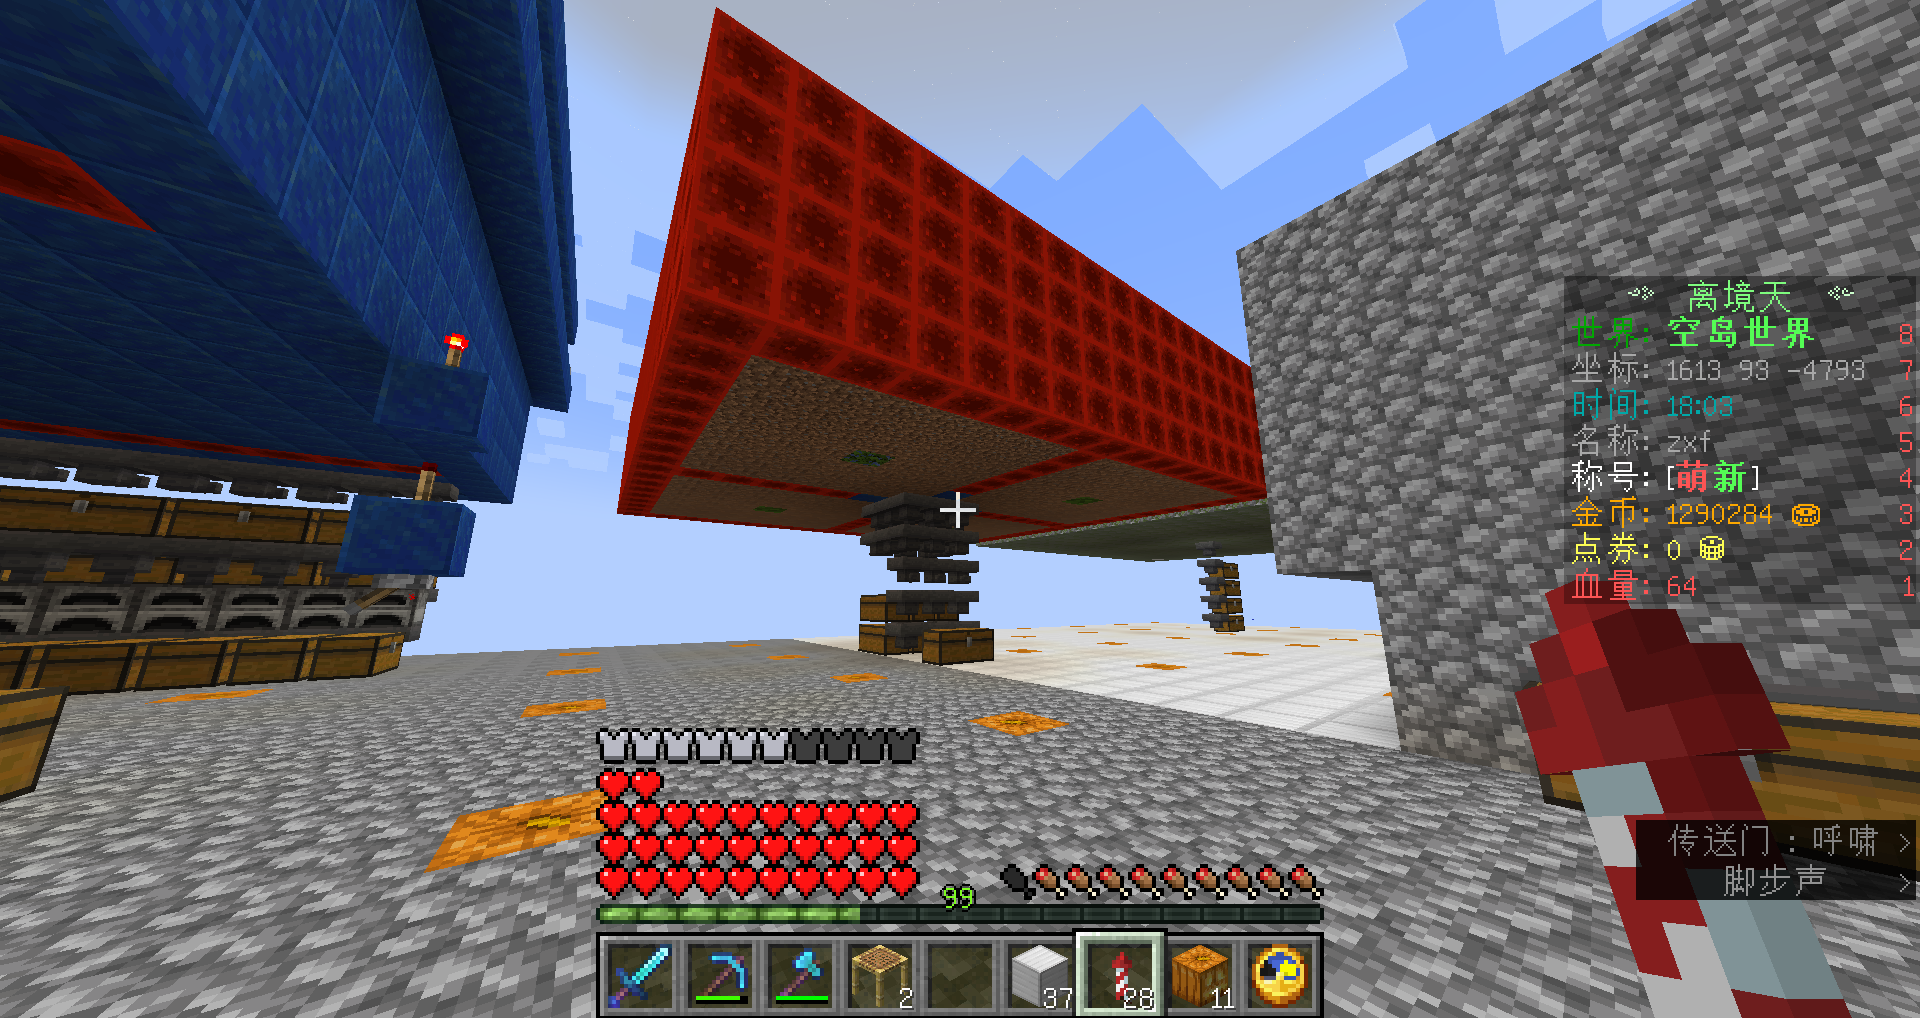 离境天
世界: 空岛世界 8
坐标: 1613 93 -4793 7
时间: 18:03 6
名称: zxf 5
称号: [萌新] 4
金币: 1290284 3
点券: 0 2
血量: 64 1
传送门：呼啸 >
脚步声 >
99
2 37 28 11